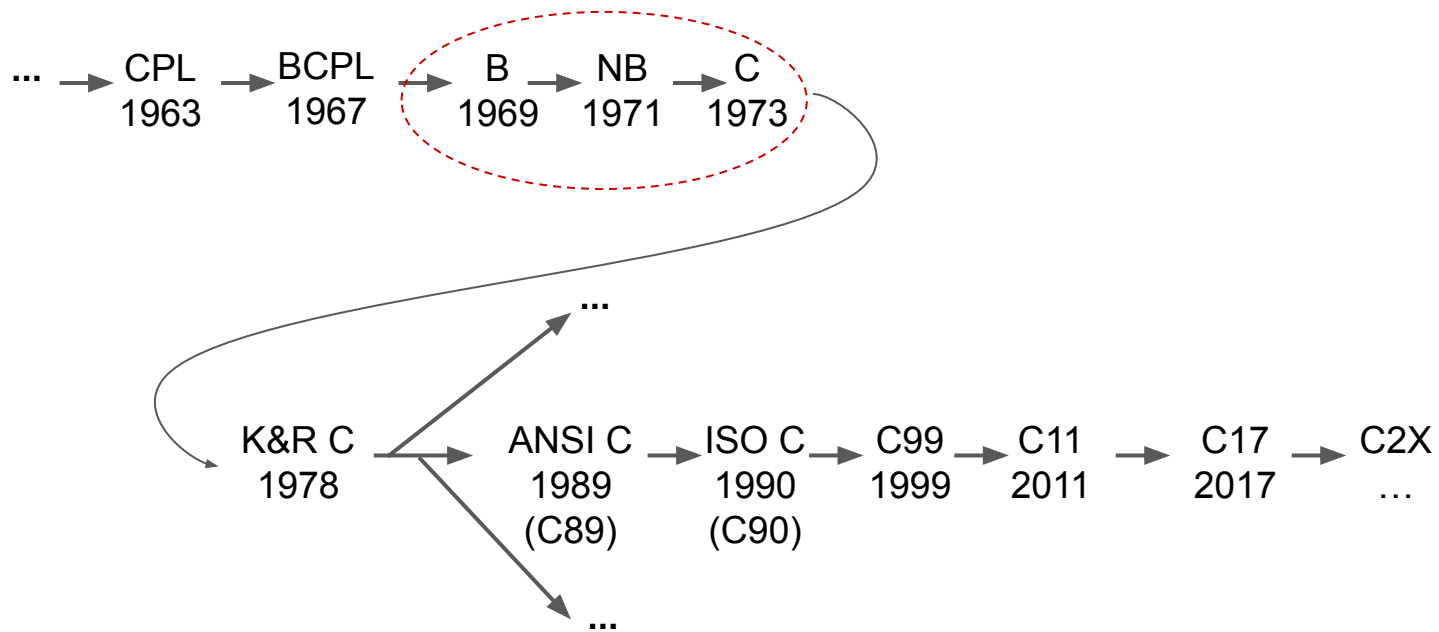 ... CPL BCPL B NB C
1963 1967 1969 1971 1973
...
K&R C ANSI C ISO C C99 C11 C17 C2X
1978 1989 1990 1999 2011 2017 …
(C89) (C90)
...